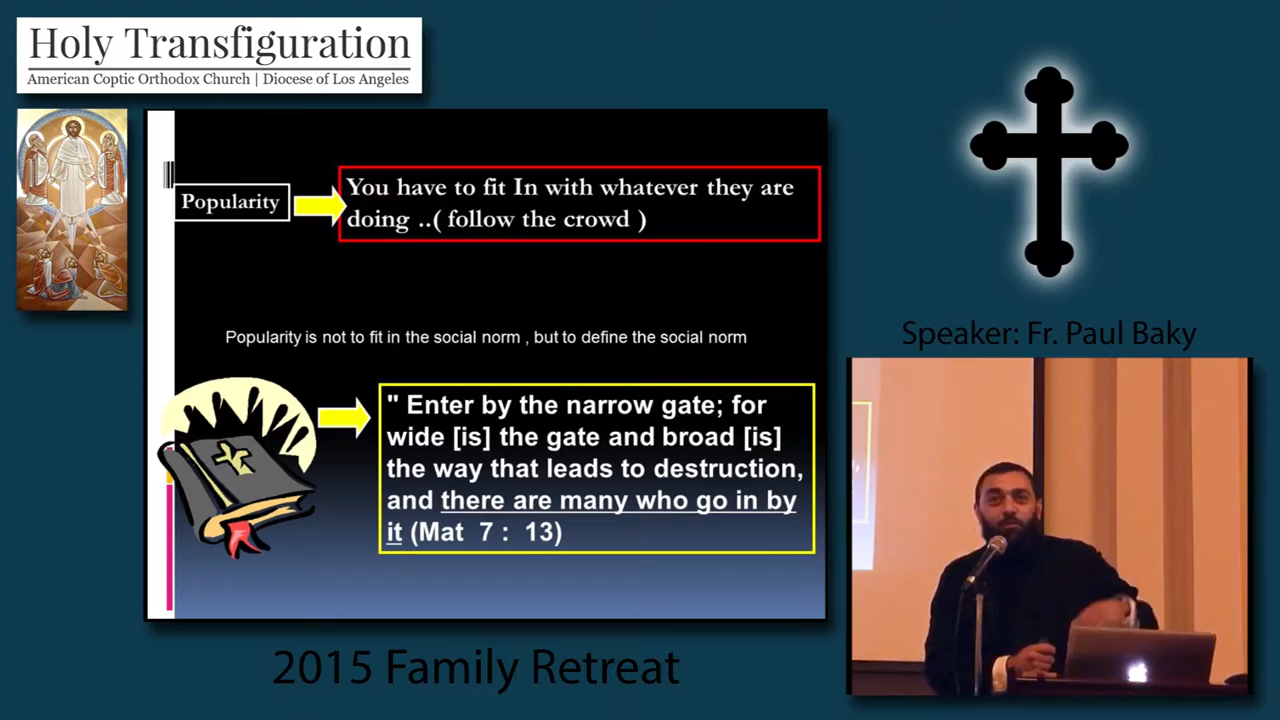 Holy Transfiguration
American Coptic Orthodox Church | Diocese of Los Angeles
Popularity
You have to fit In with whatever they are
doing ..( follow the crowd )
Popularity is not to fit in the social norm , but to define the social norm
" Enter by the narrow gate; for
wide [is] the gate and broad [is]
the way that leads to destruction,
and there are many who go in by
it (Mat 7 : 13)
Speaker: Fr. Paul Baky
2015 Family Retreat